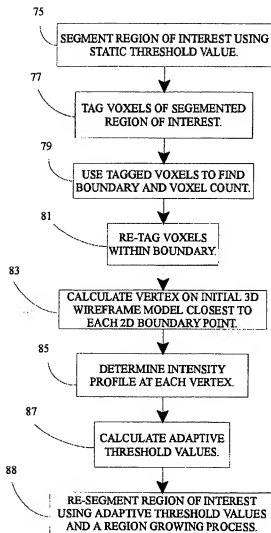 75
SEGMENT REGION OF INTEREST USING
STATIC THRESHOLD VALUE.
77
TAG VOXELS OF SEGEMENTED
REGION OF INTEREST.
79
USE TAGGED VOXELS TO FIND
BOUNDARY AND VOXEL COUNT.
81
RE-TAG VOXELS
WITHIN BOUNDARY.
83
CALCULATE VERTEX ON INITIAL 3D
WIREFRAME MODEL CLOSEST TO
EACH 2D BOUNDARY POINT.
85
DETERMINE INTENSITY
PROFILE AT EACH VERTEX.
87
CALCULATE ADAPTIVE
THRESHOLD VALUES.
88
RE-SEGMENT REGION OF INTEREST
USING ADAPTIVE THRESHOLD VALUES
AND A REGION GROWING PROCESS.